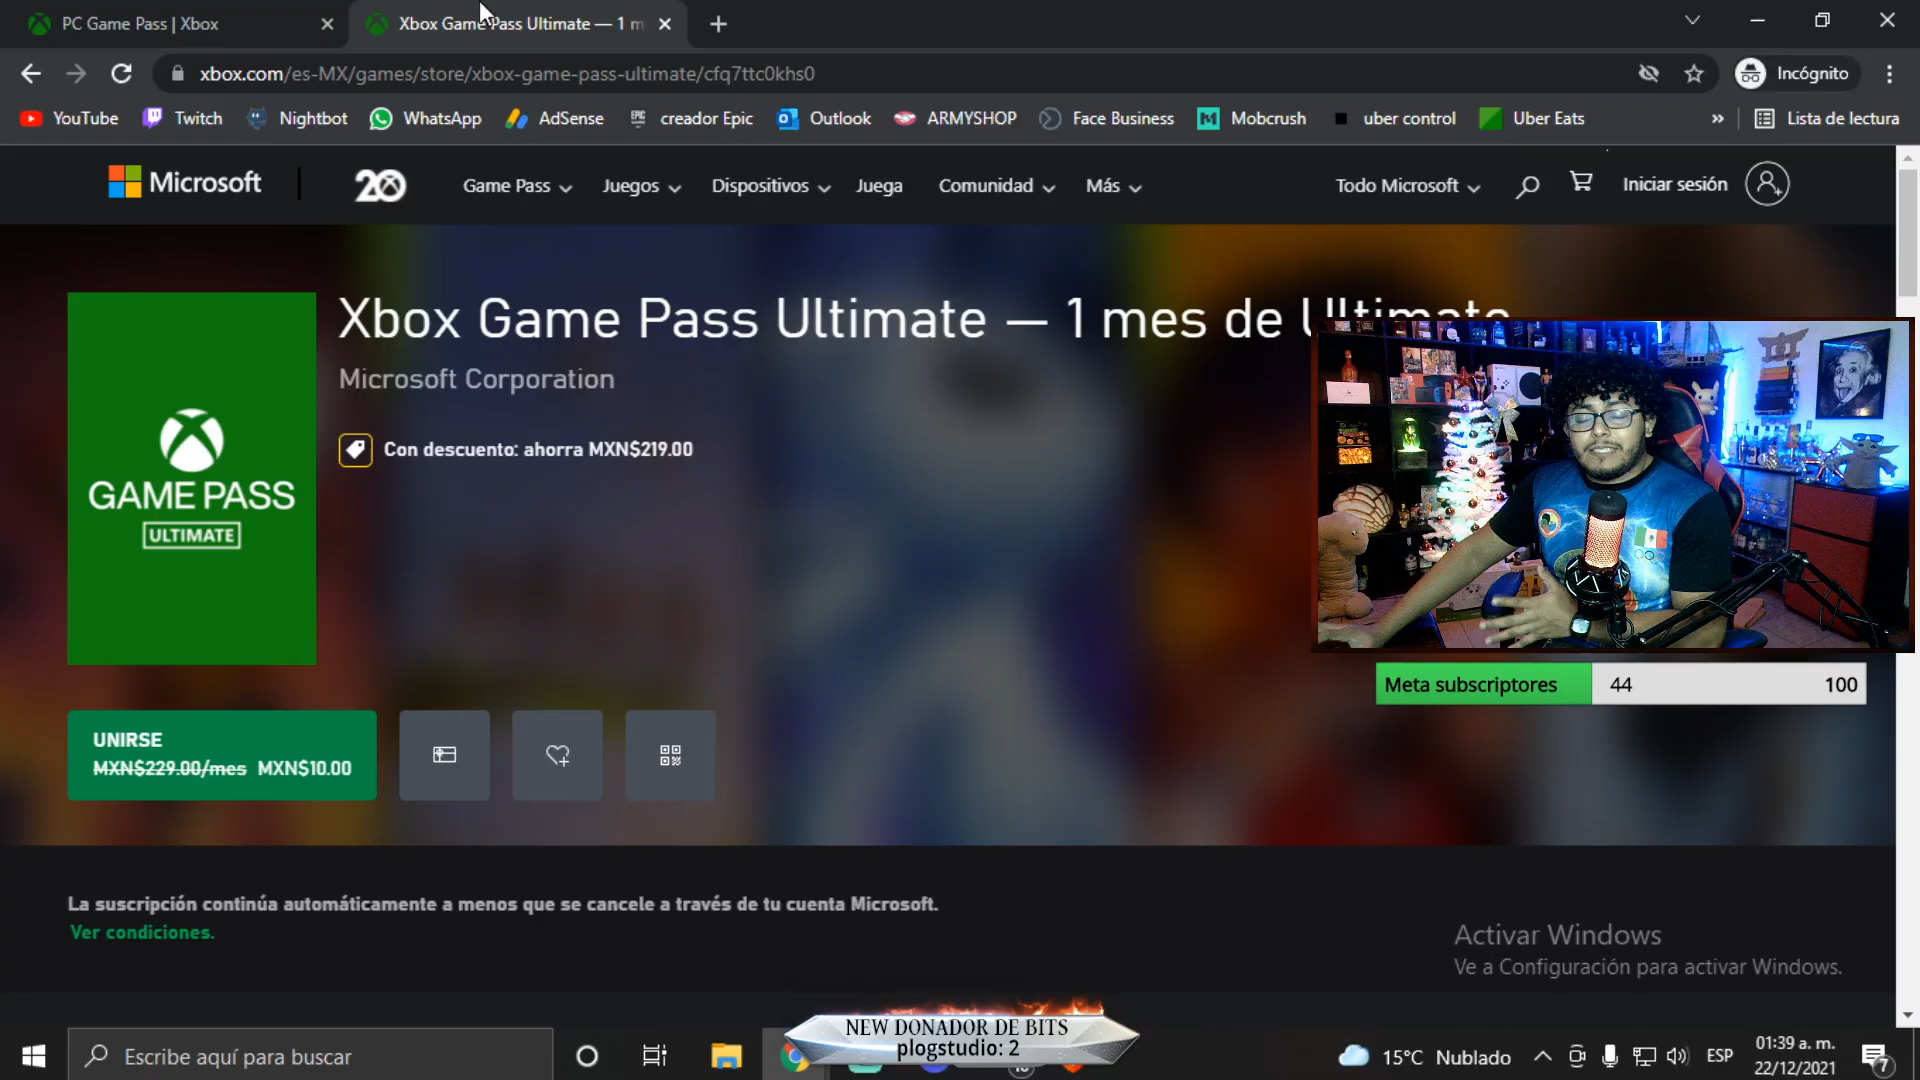 PC Game Pass | Xbox
Xbox Game Pass Ultimate — 1 m
xbox.com/es-MX/games/store/xbox-game-pass-ultimate/cfq7ttc0khs0
Incógnito
YouTube
Twitch
Nightbot
WhatsApp
AdSense
creador Epic
Outlook
ARMYSHOP
Face Business
Mobcrush
uber control
Uber Eats
»
Lista de lectura
Microsoft
20
Game Pass
Juegos
Dispositivos
Juega
Comunidad
Más
Todo Microsoft
Iniciar sesión
Xbox Game Pass Ultimate — 1 mes de Ultimate
Microsoft Corporation
Con descuento: ahorra MXN$219.00
GAME PASS
ULTIMATE
Meta subscriptores 44 100
UNIRSE
MXN$229.00/mes MXN$10.00
La suscripción continúa automáticamente a menos que se cancele a través de tu cuenta Microsoft.
Ver condiciones.
Activar Windows
Ve a Configuración para activar Windows.
NEW DONADOR DE BITS
plogstudio: 2
Escribe aquí para buscar
15°C Nublado
ESP
01:39 a. m.
22/12/2021
7